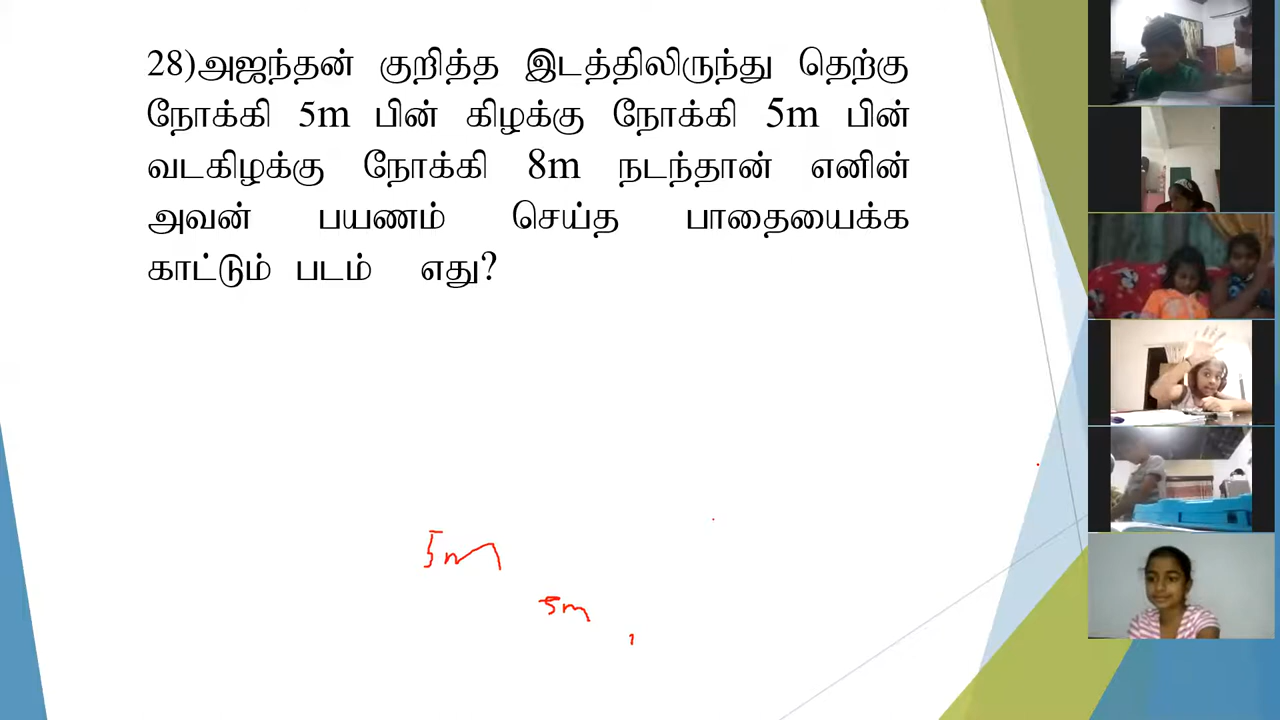 28)அஜந்தன் குறித்த இடத்திலிருந்து தெற்கு
நோக்கி 5m பின் கிழக்கு நோக்கி 5m பின்
வடகிழக்கு நோக்கி 8m நடந்தான் எனின்
அவன் பயணம் செய்த பாதையைக்க
காட்டும் படம் எது?
5m
5m